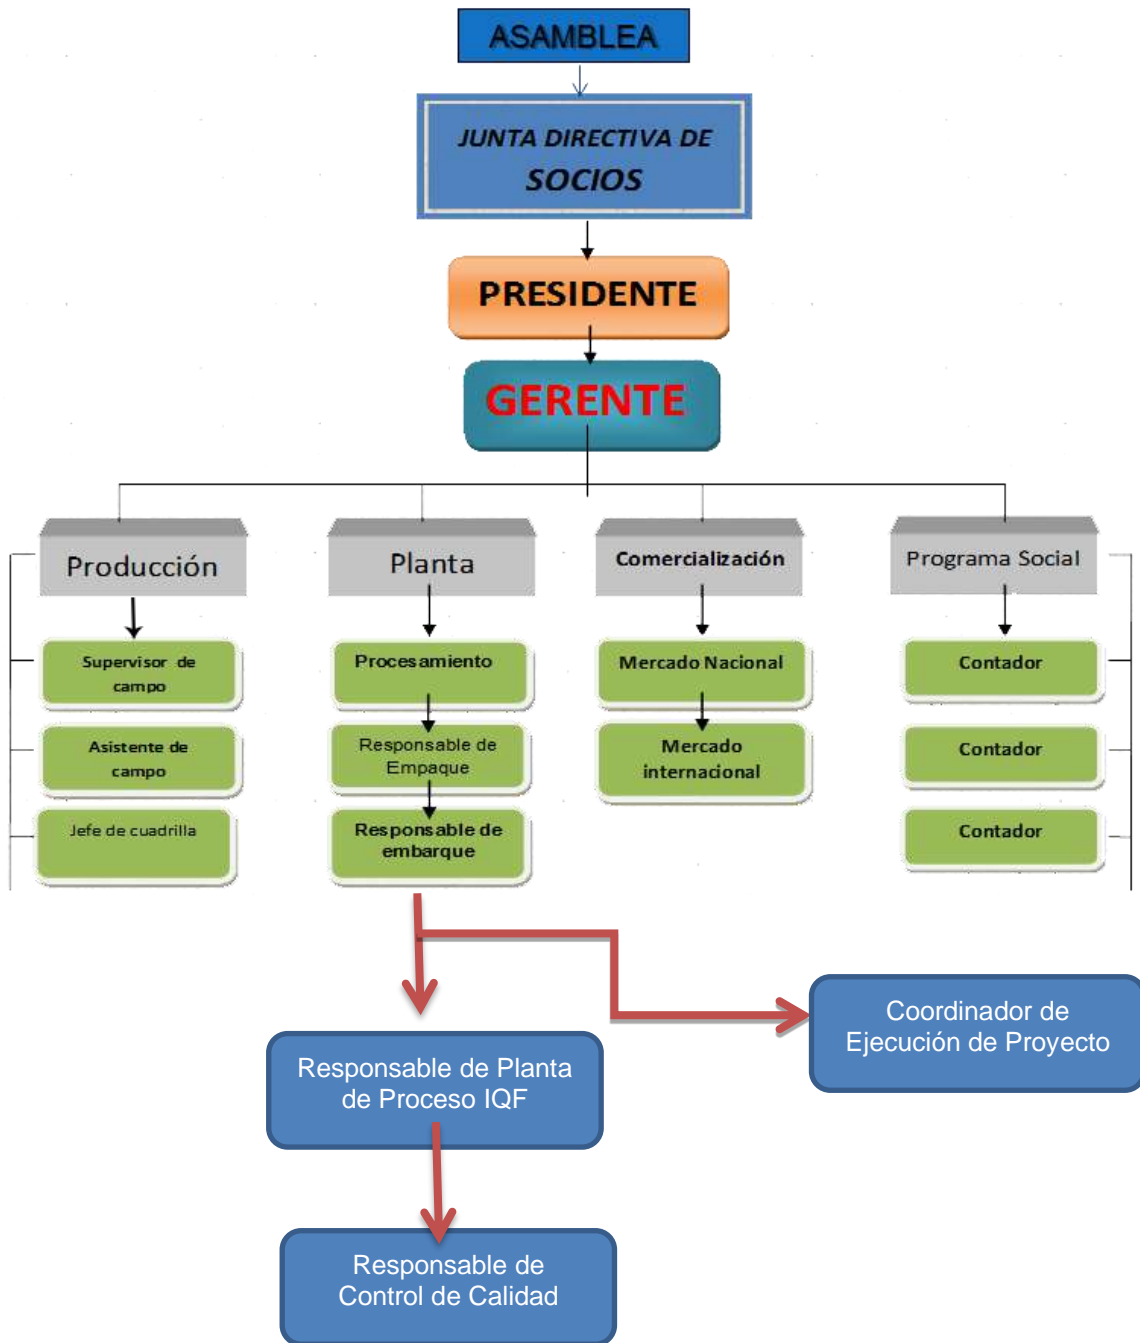 ASAMBLEA
JUNTA DIRECTIVA DE
SOCIOS
PRESIDENTE
GERENTE
Producción
Planta
Comercialización
Programa Social
Supervisor de
campo
Procesamiento
Mercado Nacional
Contador
Asistente de
campo
Responsable de
Empaque
Mercado
internacional
Contador
Jefe de cuadrilla
Responsable de
embarque
Contador
Coordinador de
Ejecución de Proyecto
Responsable de Planta
de Proceso IQF
Responsable de
Control de Calidad